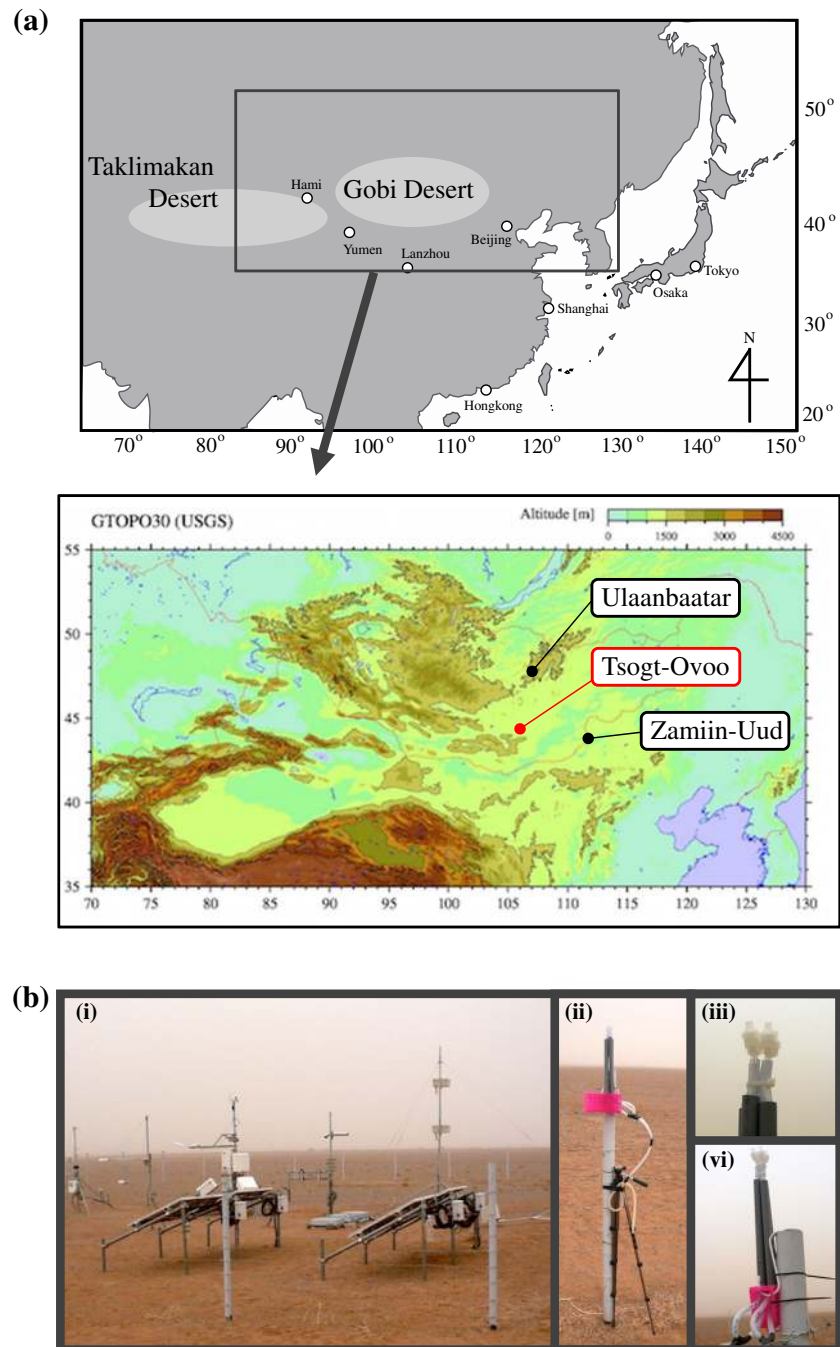 (a)
50°
Taklimakan
Desert
Hami
Gobi Desert
40°
Beijing
Yumen
Lanzhou
Tokyo
Osaka
Shanghai
30°
N
Hongkong
20°
70° 80° 90° 100° 110° 120° 130° 140° 150°
GTOPO30 (USGS)
Altitude [m]
0 1500 3000 4500
55
50
45
40
35
Ulaanbaatar
Tsogt-Ovoo
Zamiin-Uud
70 75 80 85 90 95 100 105 110 115 120 125 130
(b)
(i)
(ii)
(iii)
(vi)